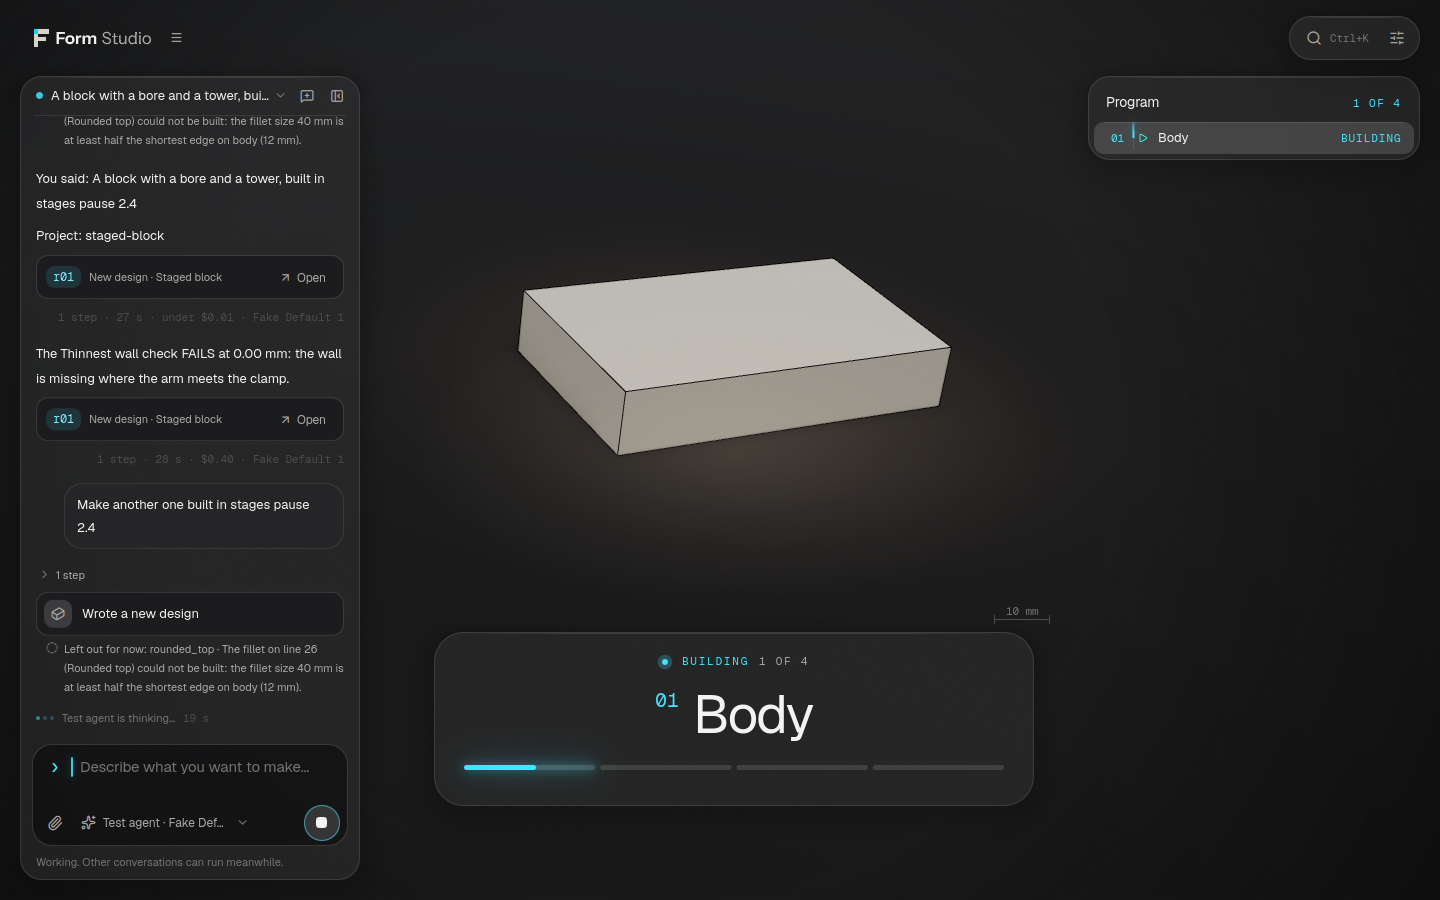 Form Studio
Ctrl+K
A block with a bore and a tower, bui...
(Rounded top) could not be built: the fillet size 40 mm is
at least half the shortest edge on body (12 mm).
You said: A block with a bore and a tower, built in
stages pause 2.4
Project: staged-block
r01 New design · Staged block Open
1 step · 27 s · under $0.01 · Fake Default 1
The Thinnest wall check FAILS at 0.00 mm: the wall
is missing where the arm meets the clamp.
r01 New design · Staged block Open
1 step · 28 s · $0.40 · Fake Default 1
Make another one built in stages pause
2.4
1 step
Wrote a new design
Left out for now: rounded_top · The fillet on line 26
(Rounded top) could not be built: the fillet size 40 mm is
at least half the shortest edge on body (12 mm).
Test agent is thinking... 19 s
Describe what you want to make...
Test agent · Fake Def...
Working. Other conversations can run meanwhile.
Program 1 OF 4
01 Body BUILDING
10 mm
BUILDING 1 OF 4
01 Body